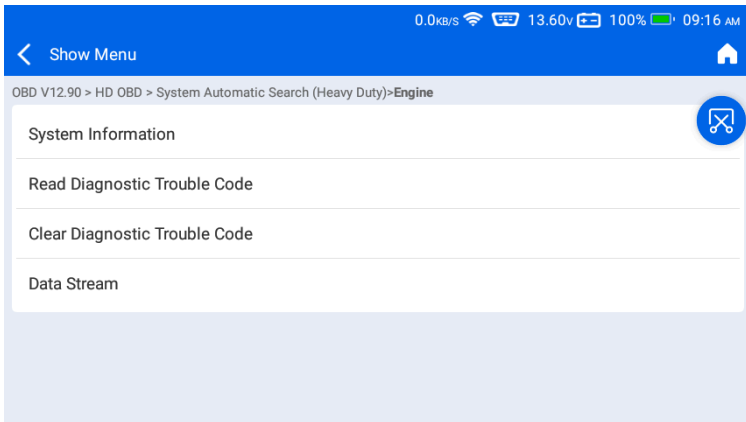 0.0KB/S 13.60V 100% 09:16 AM
Show Menu
OBD V12.90 > HD OBD > System Automatic Search (Heavy Duty)>Engine
System Information
Read Diagnostic Trouble Code
Clear Diagnostic Trouble Code
Data Stream